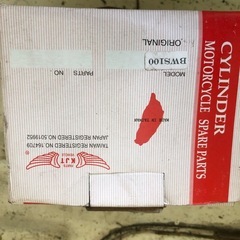 CYLINDER
MOTORCYCLE SPARE PARTS
ORIGINAL
MODEL
BWS100
PARTS
NO
MADE IN TAIWAN
KJT
TAIWAN REGISTERED NO 164709
JAPAN REGISTERED NO 5019952